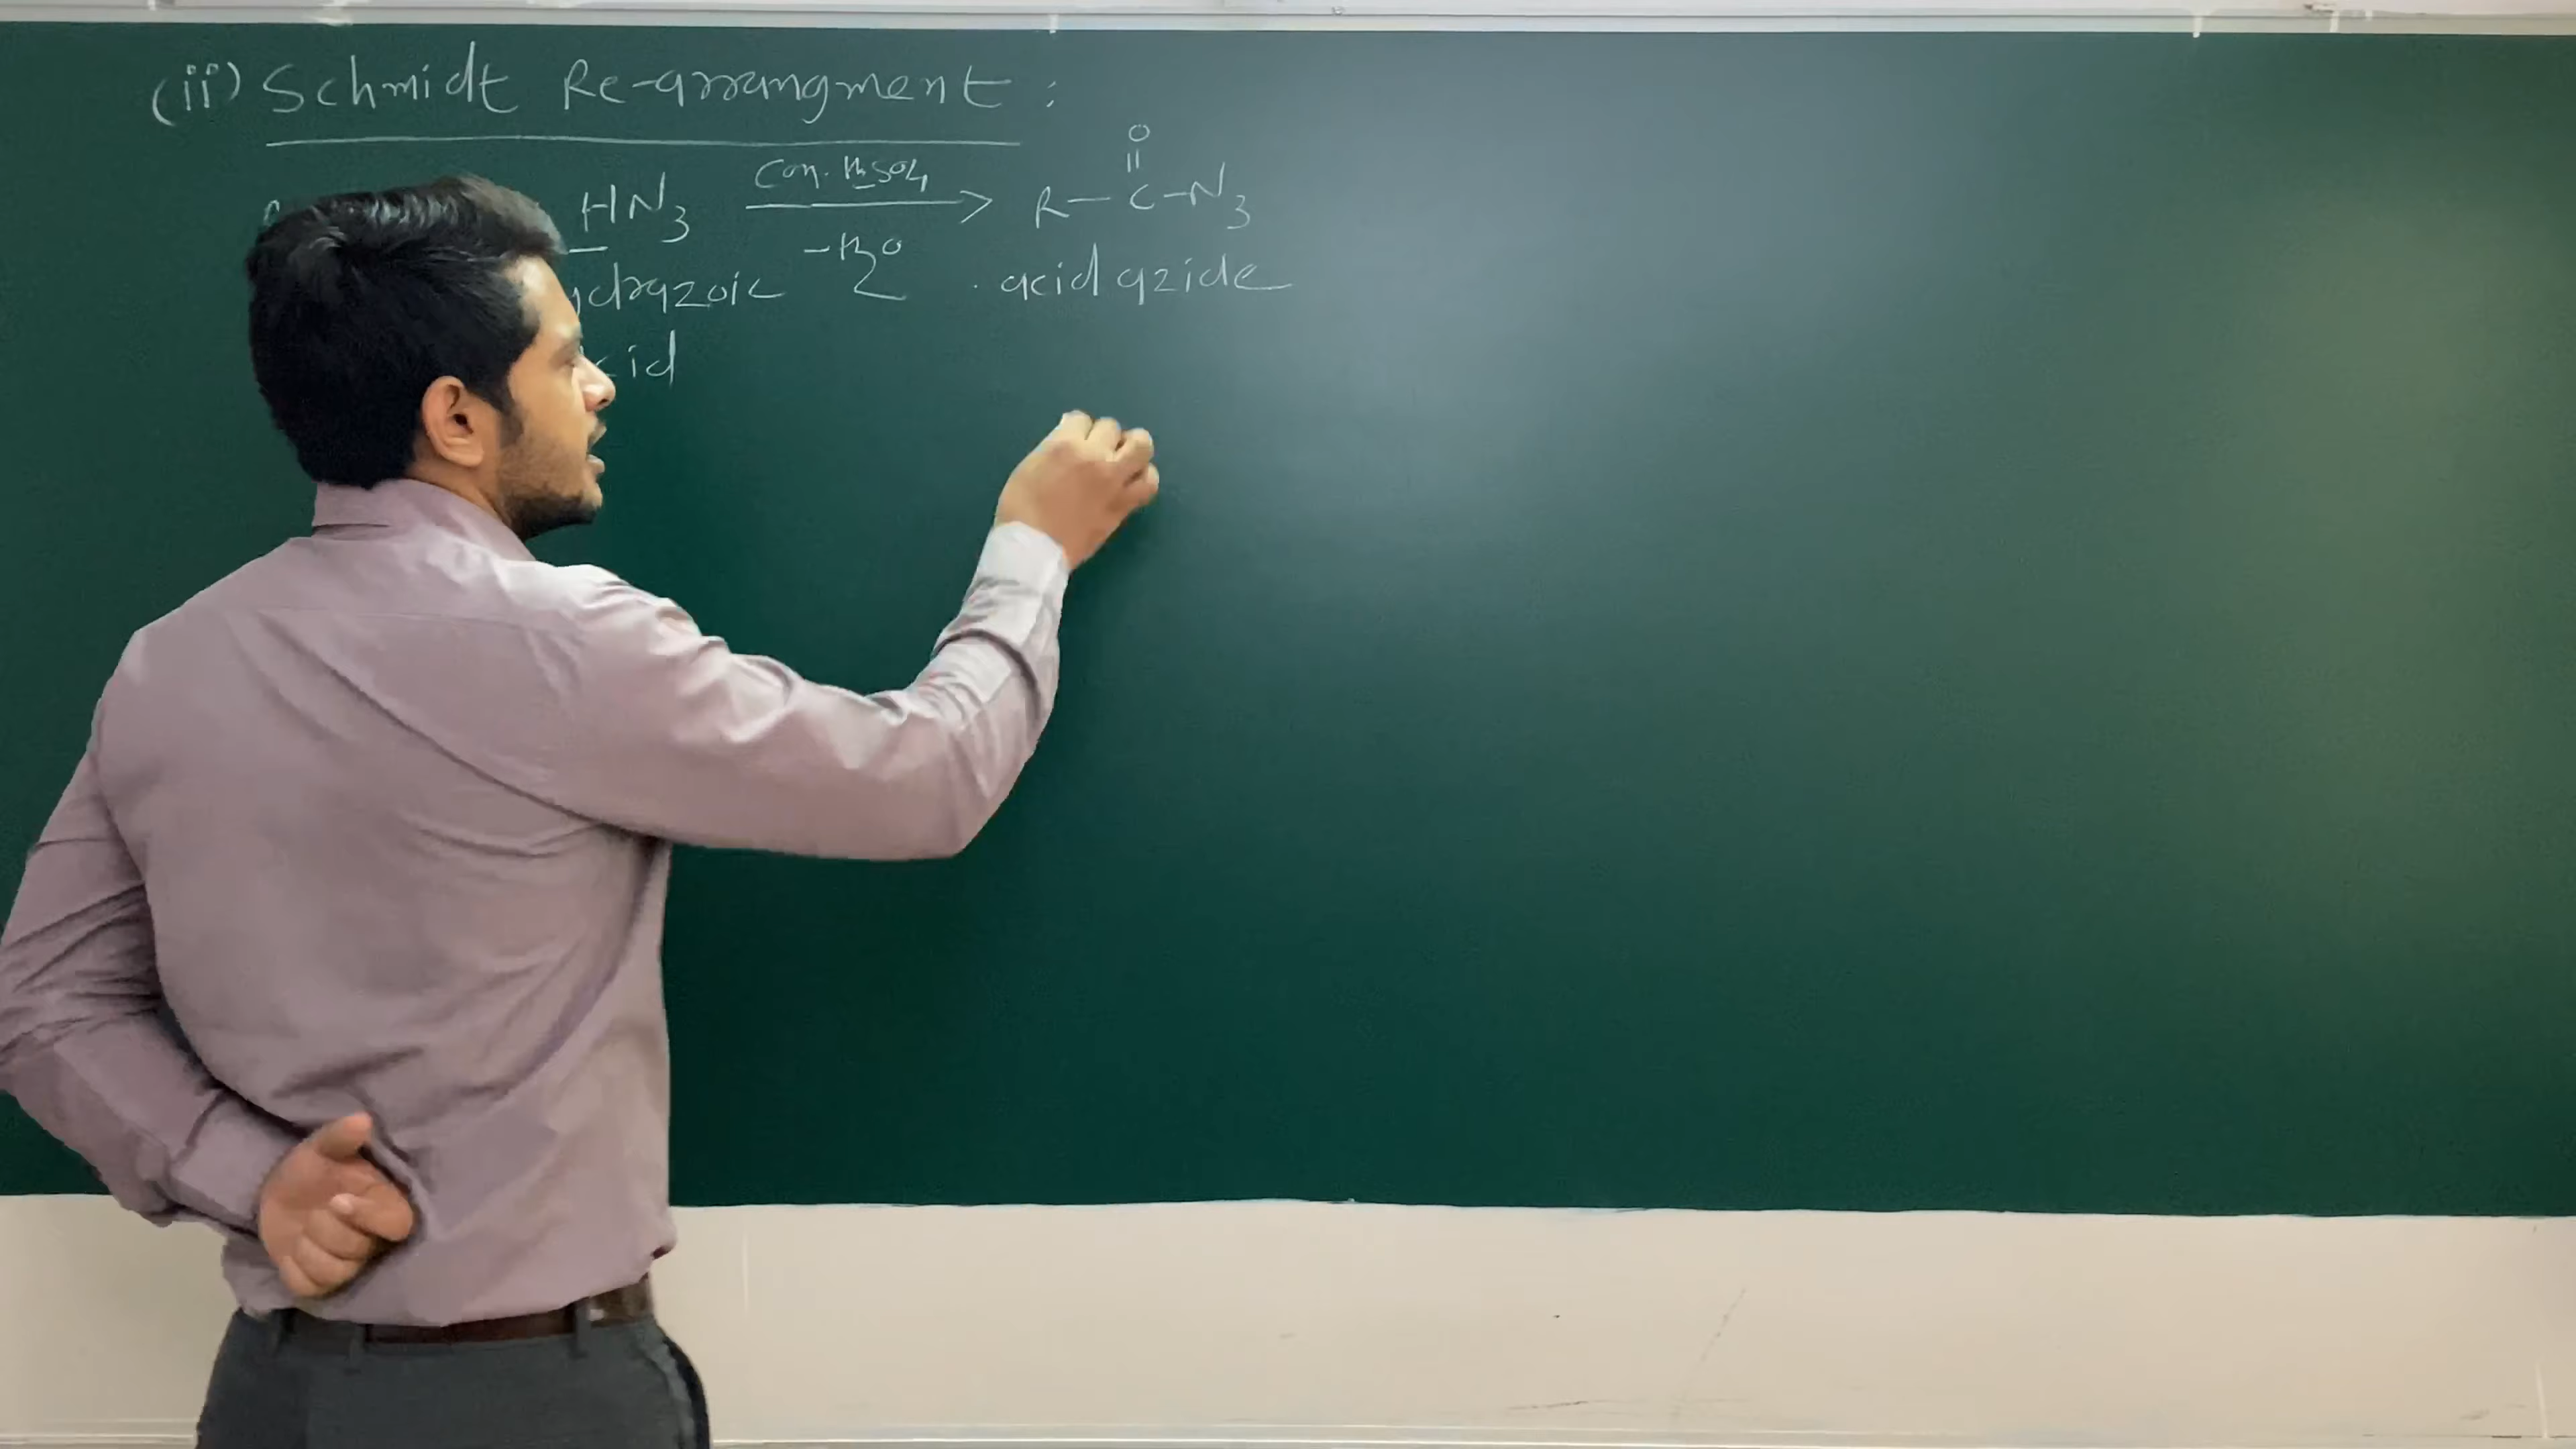 (ii) Schmidt Re-arrangment :
O
||
HN3 Con. H2SO4 R—C-N3
-H2O
acid azide